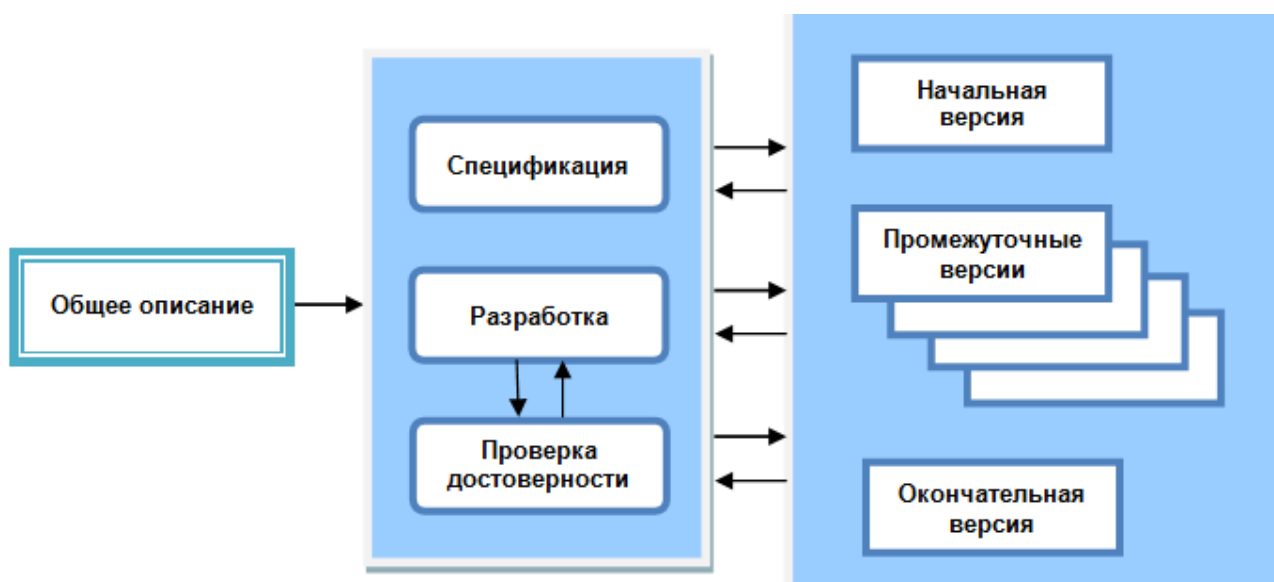 Общее описание
Спецификация
Разработка
Проверка
достоверности
Начальная
версия
Промежуточные
версии
Окончательная
версия